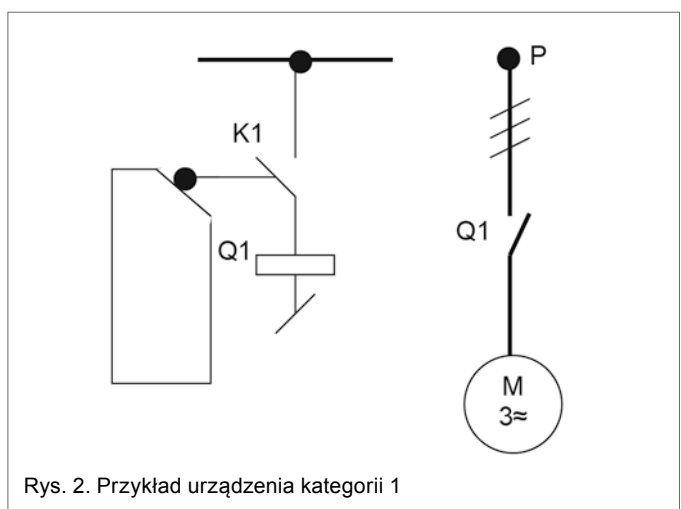 P
K1
Q1
Q1
M
3≈
Rys. 2. Przykład urządzenia kategorii 1